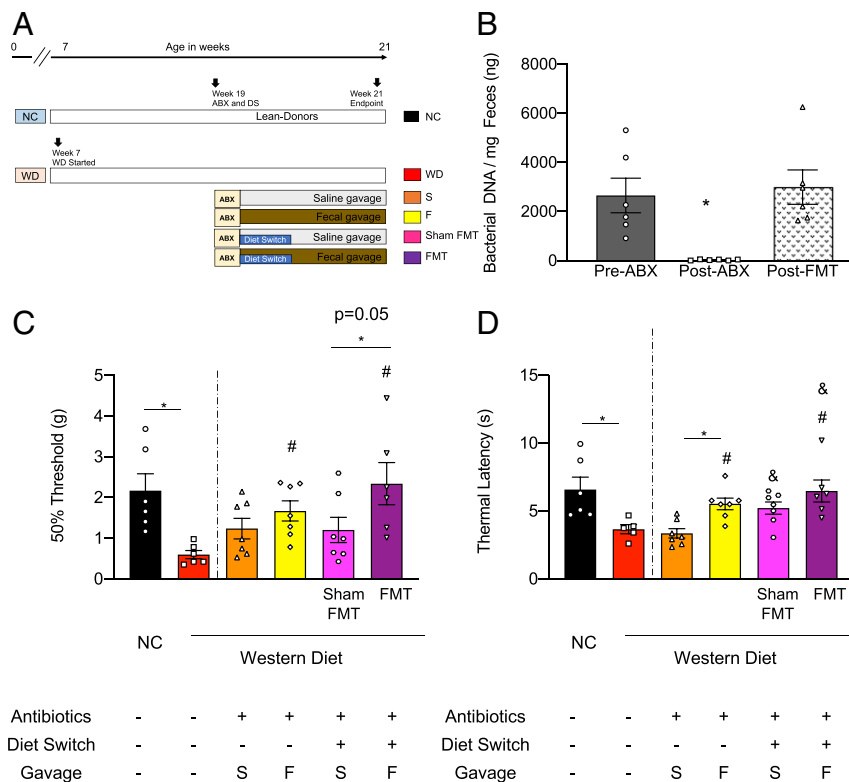 A
0 7 Age in weeks 21
Week 19
ABX and DS
Week 21
Endpoint
NC Lean-Donors NC
Week 7
WD Started
WD WD
ABX Saline gavage S
ABX Fecal gavage F
ABX Diet Switch Saline gavage Sham FMT
ABX Diet Switch Fecal gavage FMT
B
Bacterial DNA / mg Feces (ng)
8000
6000
4000
2000
0
*
Pre-ABX Post-ABX Post-FMT
C
p=0.05
50% Threshold (g)
5
4
3
2
1
0
*
#
*
#
Sham
FMT
FMT
NC
Western Diet
D
Thermal Latency (s)
15
10
5
0
*
*
#
&
&
#
Sham
FMT
FMT
NC
Western Diet
Antibiotics - - + + + +
Diet Switch - - - - + +
Gavage - - S F S F
- - + + + +
- - - - + +
- - S F S F